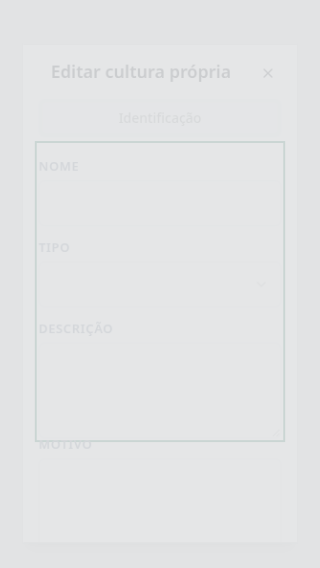 Editar cultura própria ×
Identificação
NOME
TIPO
DESCRIÇÃO
MOTIVO